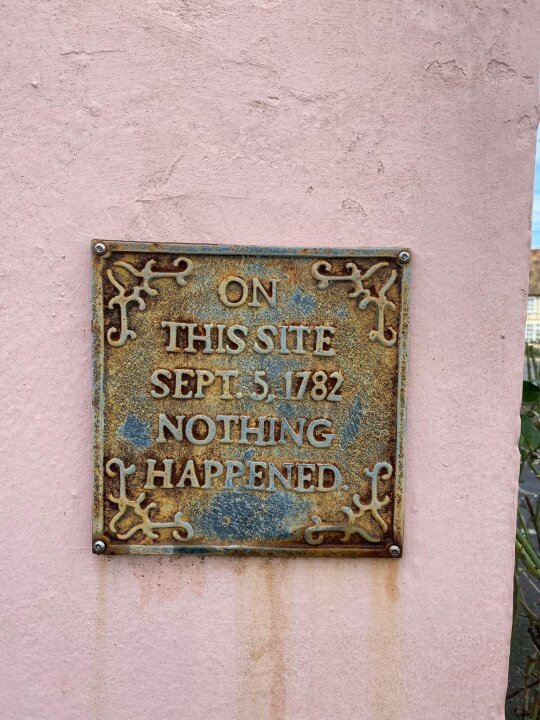 ON
THIS SITE
SEPT. 5, 1782
NOTHING
HAPPENED.